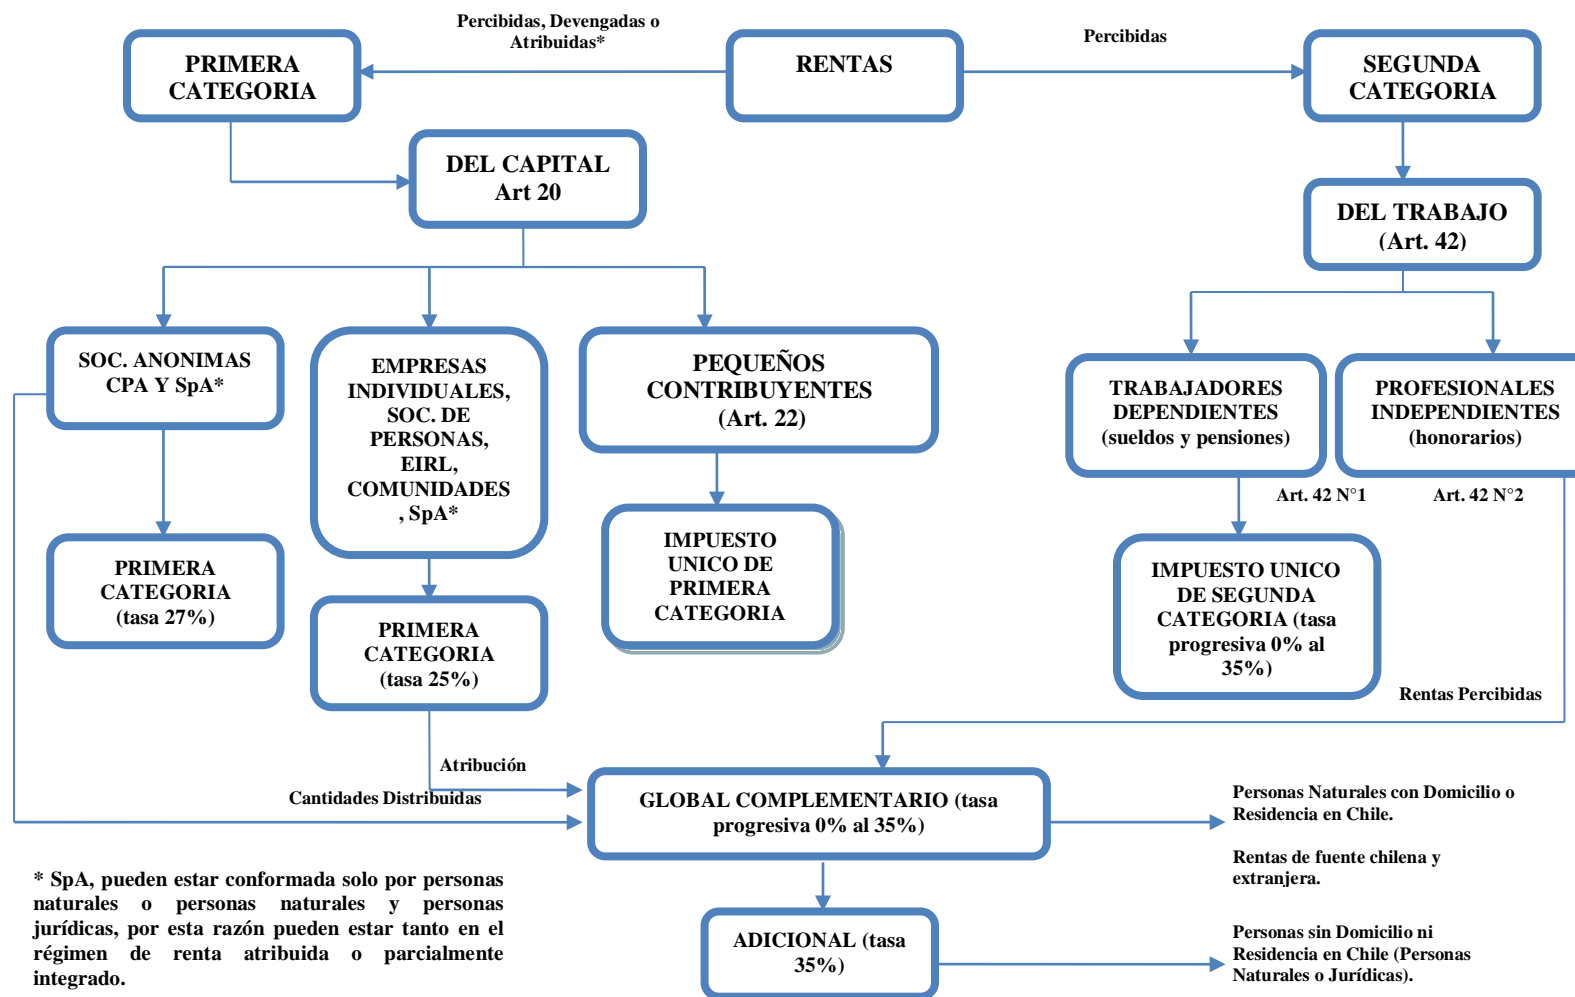 Percibidas, Devengadas o
Atribuidas*
Percibidas
PRIMERA
CATEGORIA
RENTAS
SEGUNDA
CATEGORIA
DEL CAPITAL
Art 20
DEL TRABAJO
(Art. 42)
SOC. ANONIMAS
CPA Y SpA*
EMPRESAS
INDIVIDUALES,
SOC. DE
PERSONAS,
EIRL,
COMUNIDADES
, SpA*
PEQUEÑOS
CONTRIBUYENTES
(Art. 22)
TRABAJADORES
DEPENDIENTES
(sueldos y pensiones)
PROFESIONALES
INDEPENDIENTES
(honorarios)
Art. 42 N°1
Art. 42 N°2
PRIMERA
CATEGORIA
(tasa 27%)
PRIMERA
CATEGORIA
(tasa 25%)
IMPUESTO
UNICO DE
PRIMERA
CATEGORIA
IMPUESTO UNICO
DE SEGUNDA
CATEGORIA (tasa
progresiva 0% al
35%)
Rentas Percibidas
Atribución
Cantidades Distribuidas
GLOBAL COMPLEMENTARIO (tasa
progresiva 0% al 35%)
Personas Naturales con Domicilio o
Residencia en Chile.
Rentas de fuente chilena y
extranjera.
* SpA, pueden estar conformada solo por personas
naturales o personas naturales y personas
jurídicas, por esta razón pueden estar tanto en el
régimen de renta atribuida o parcialmente
integrado.
ADICIONAL (tasa
35%)
Personas sin Domicilio ni
Residencia en Chile (Personas
Naturales o Jurídicas).